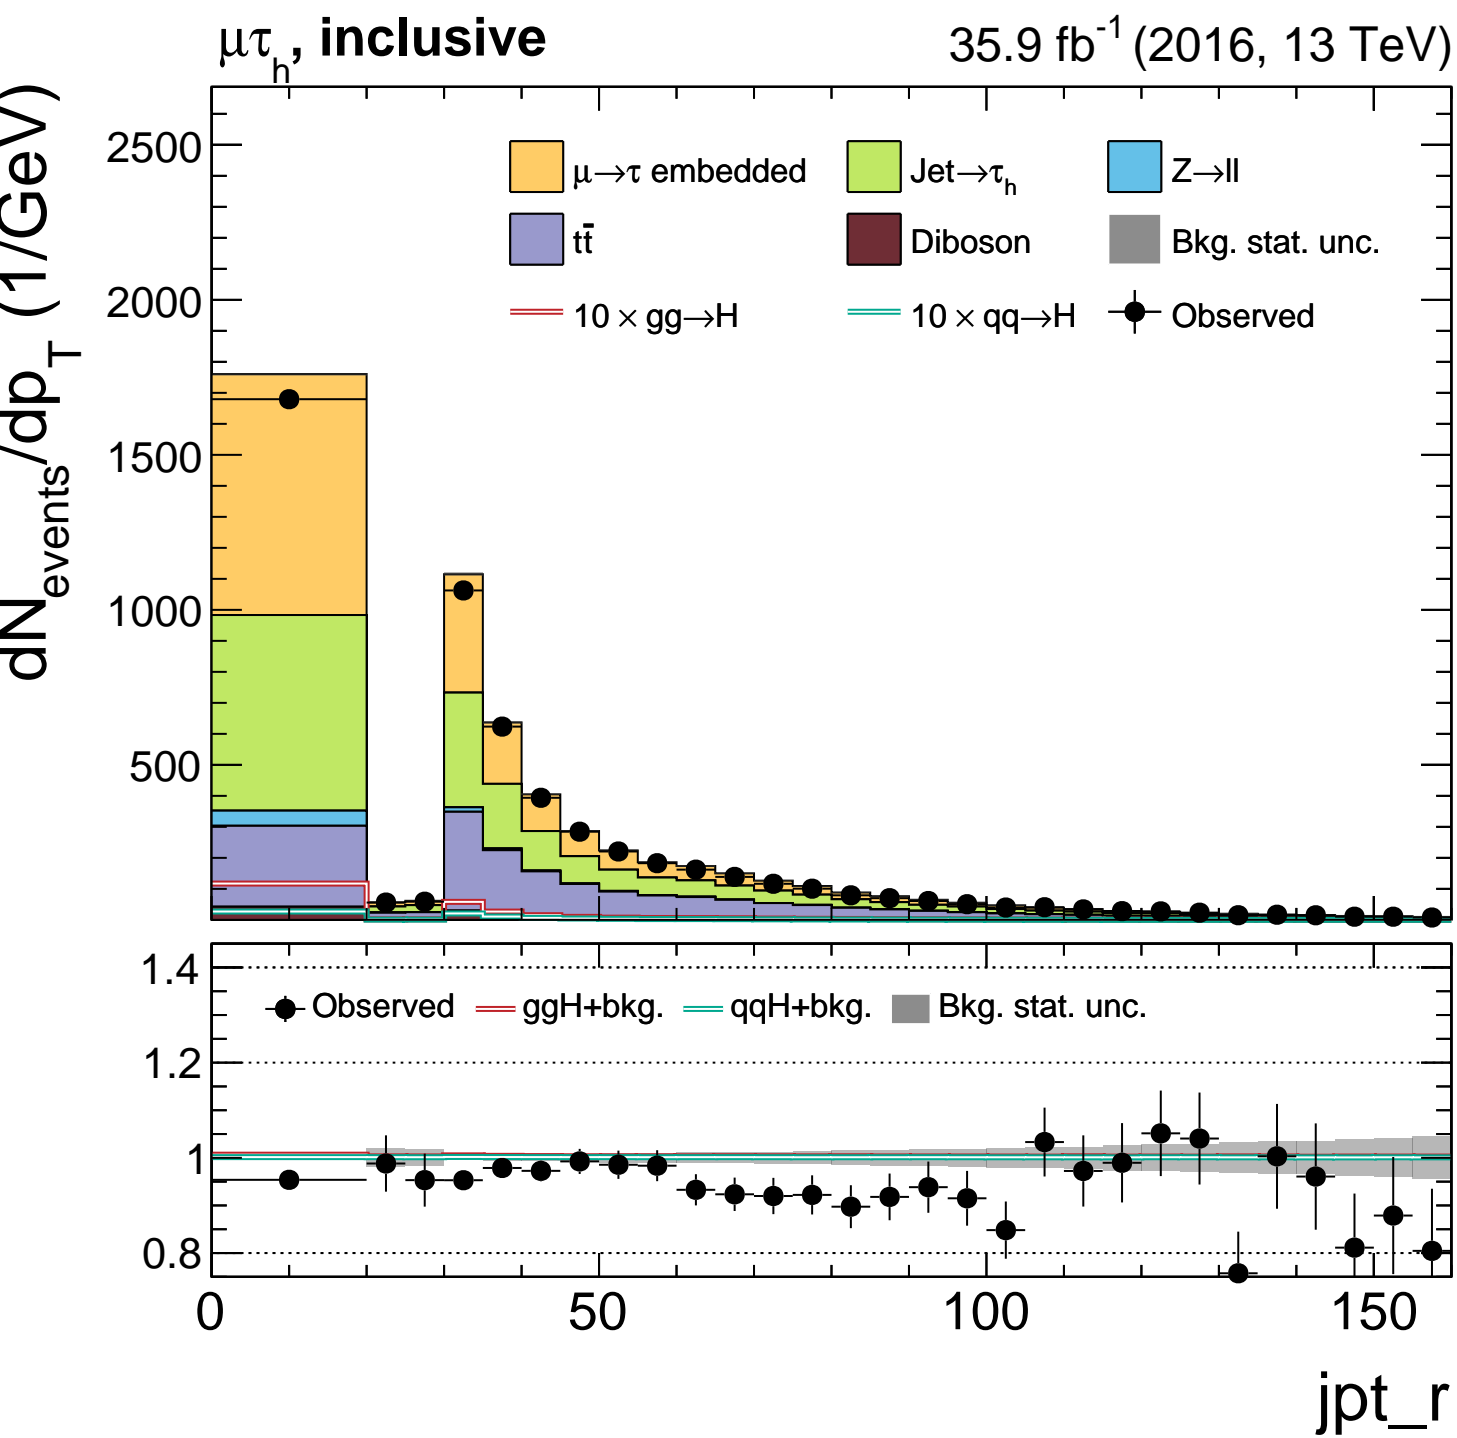 μτh, inclusive 35.9 fb-1 (2016, 13 TeV)
dNevents/dpT (1/GeV)
2500
2000
1500
1000
500
μ→τ embedded Jet→τh Z→ll
tt̄ Diboson Bkg. stat. unc.
10 × gg→H 10 × qq→H Observed
1.4
1.2
1
0.8
Observed ggH+bkg. qqH+bkg. Bkg. stat. unc.
0 50 100 150
jpt_r